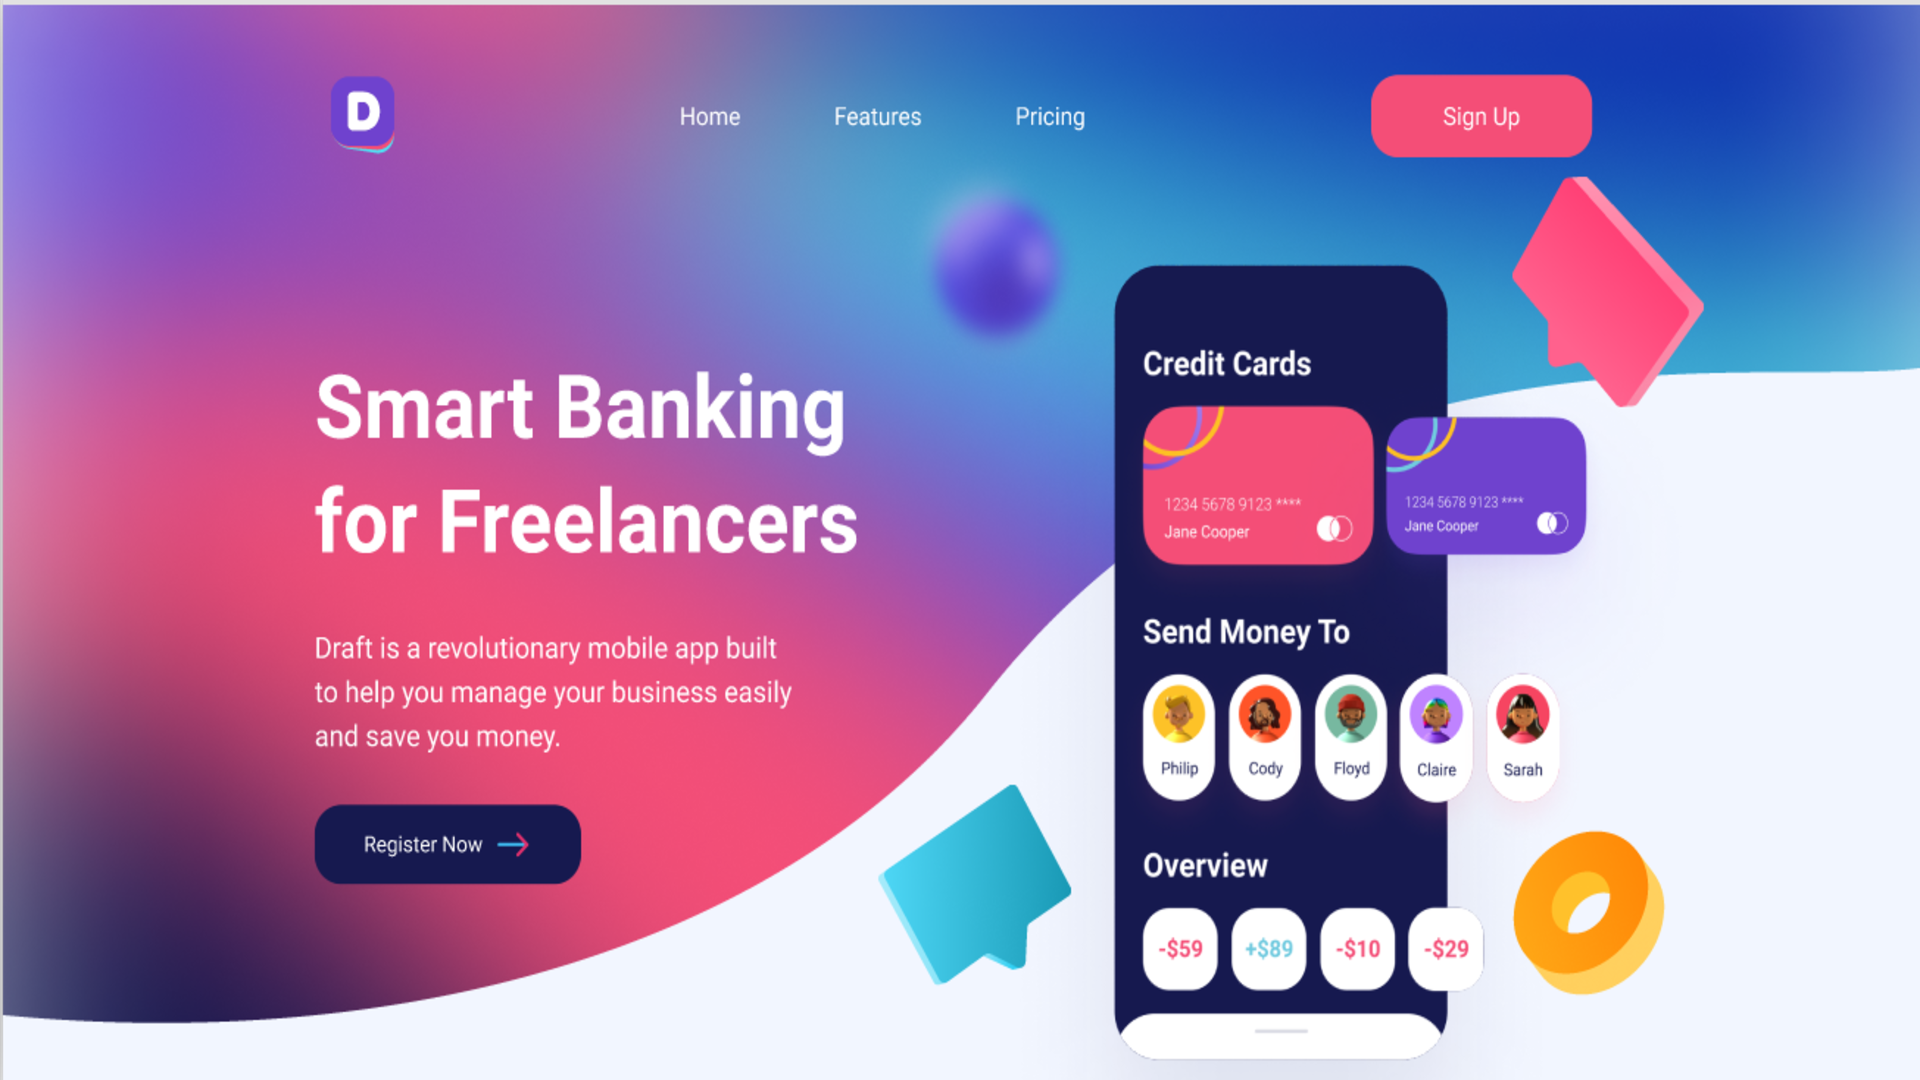 D
Home
Features
Pricing
Sign Up
Smart Banking
for Freelancers
Draft is a revolutionary mobile app built
to help you manage your business easily
and save you money.
Register Now
Credit Cards
1234 5678 9123 ****
Jane Cooper
1234 5678 9123 ****
Jane Cooper
Send Money To
Philip
Cody
Floyd
Claire
Sarah
Overview
-$59
+$89
-$10
-$29